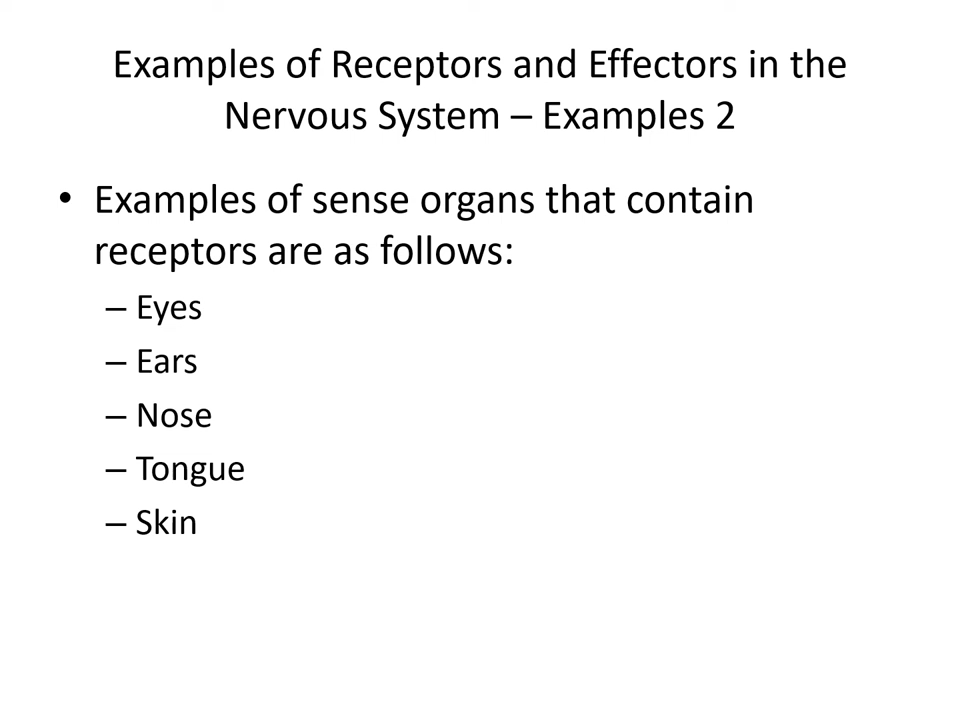 Examples of Receptors and Effectors in the
Nervous System – Examples 2
• Examples of sense organs that contain
receptors are as follows:
– Eyes
– Ears
– Nose
– Tongue
– Skin